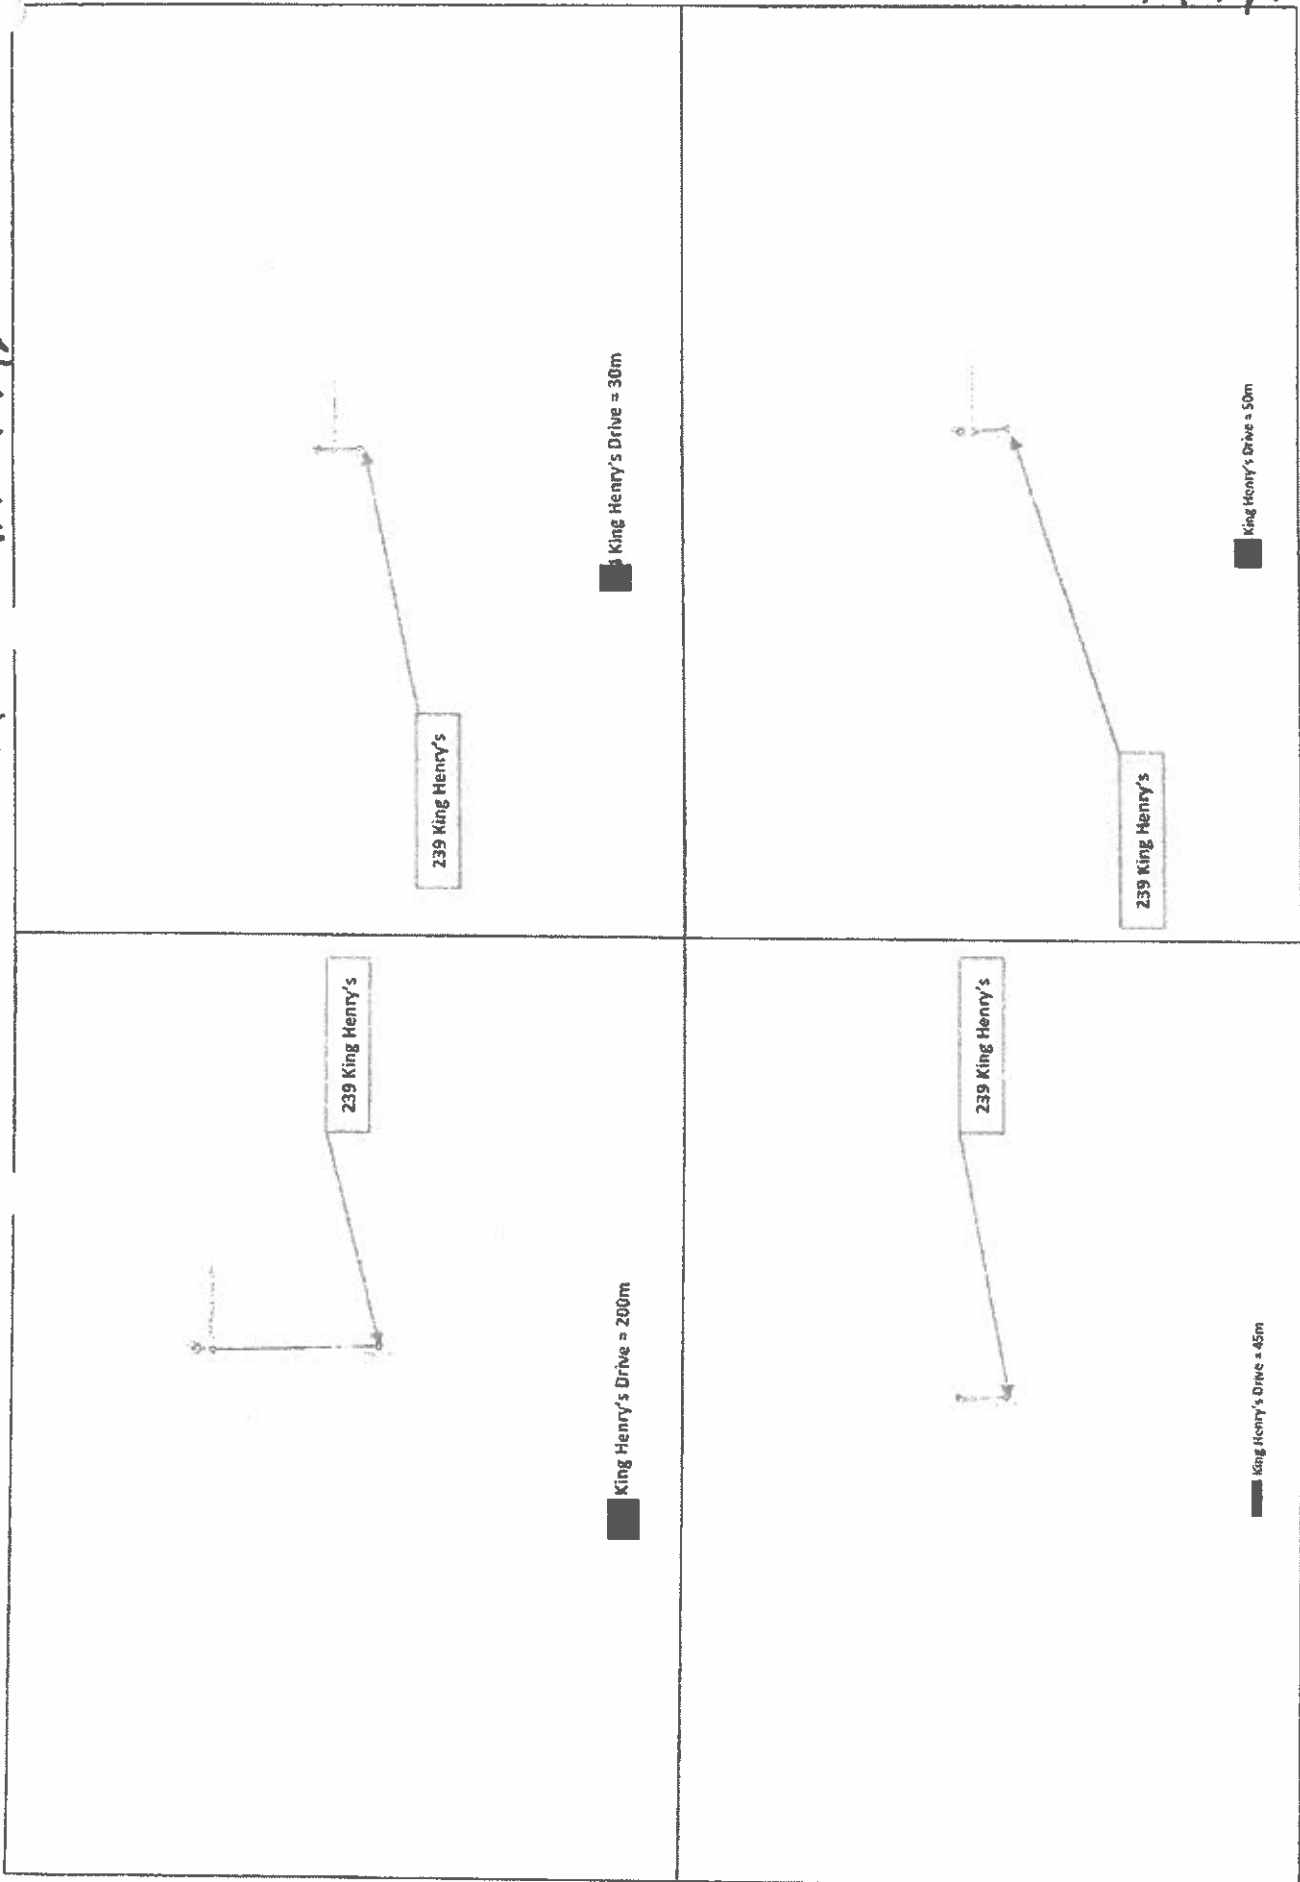 239 King Henry's
King Henry's Drive = 200m
239 King Henry's
King Henry's Drive = 30m
239 King Henry's
King Henry's Drive = 45m
239 King Henry's
King Henry's Drive = 50m